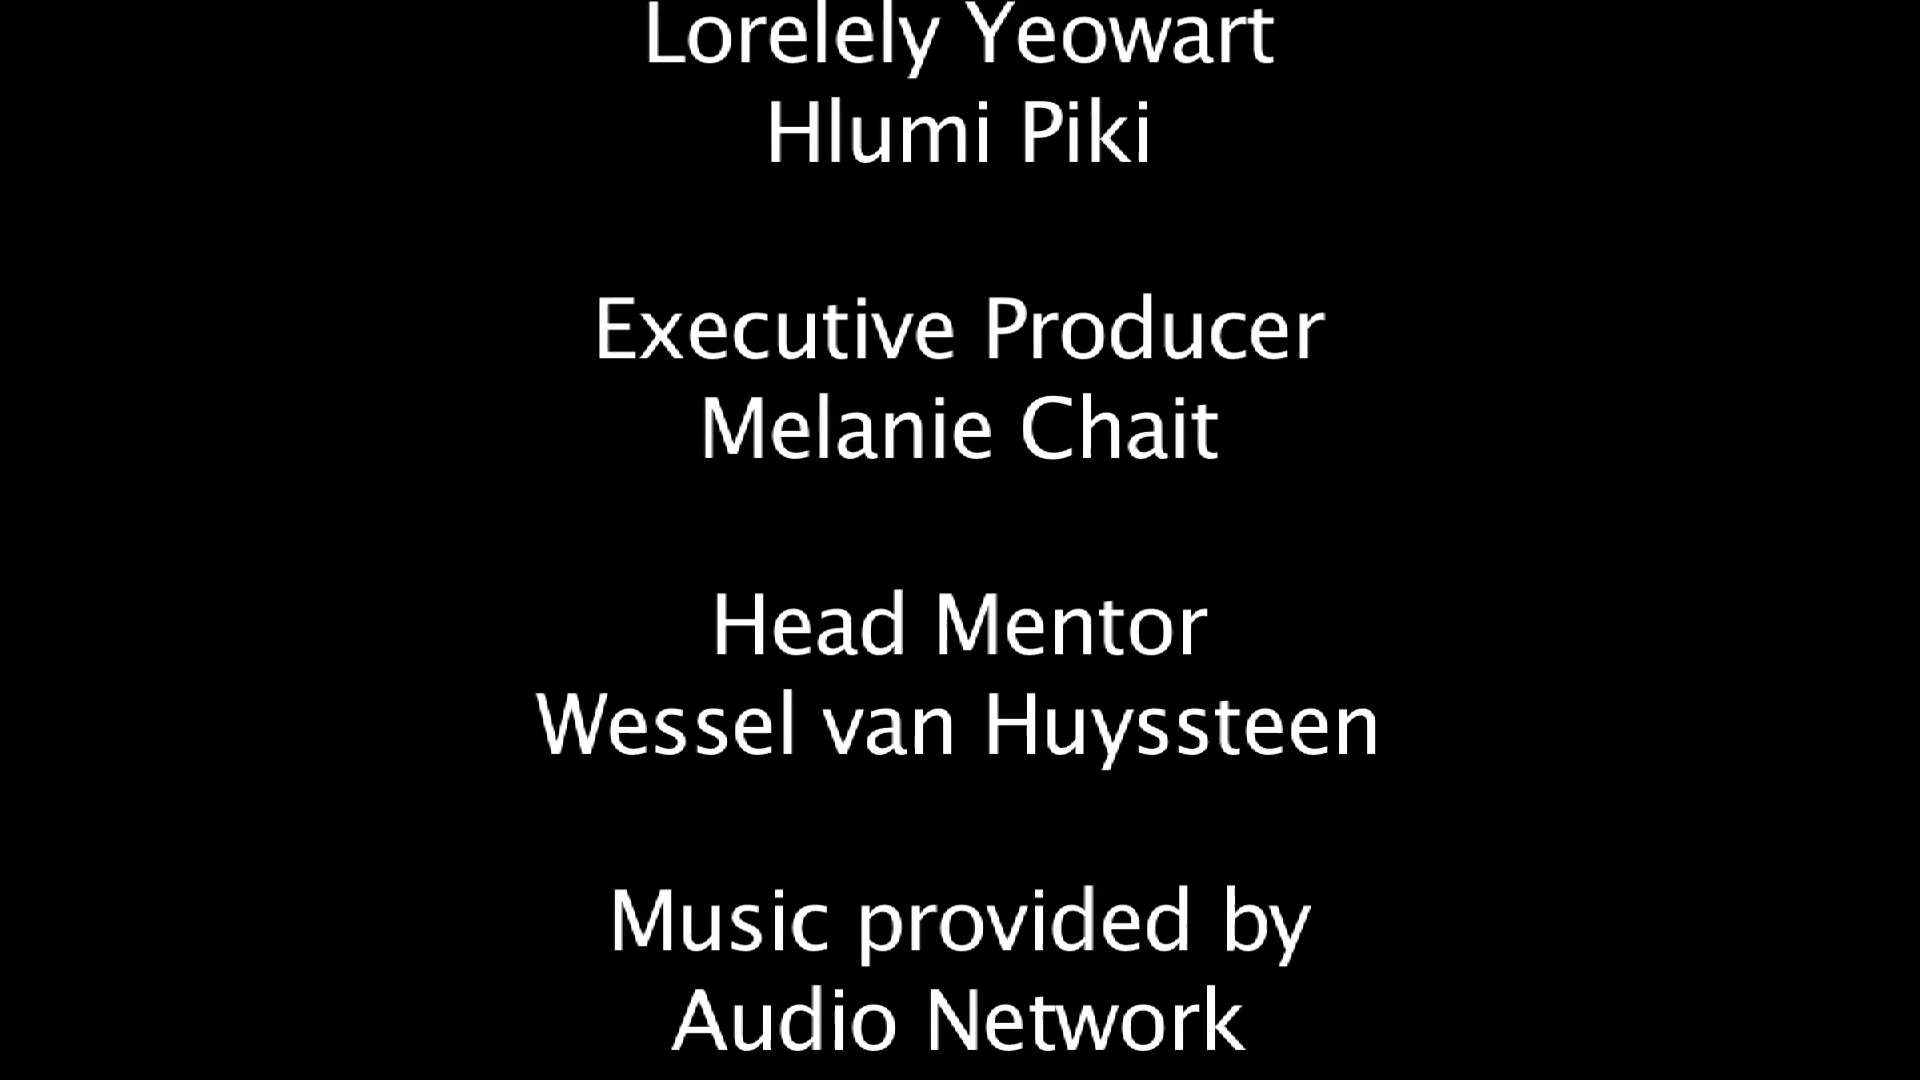 Lorelely Yeowart
Hlumi Piki
Executive Producer
Melanie Chait
Head Mentor
Wessel van Huyssteen
Music provided by
Audio Network